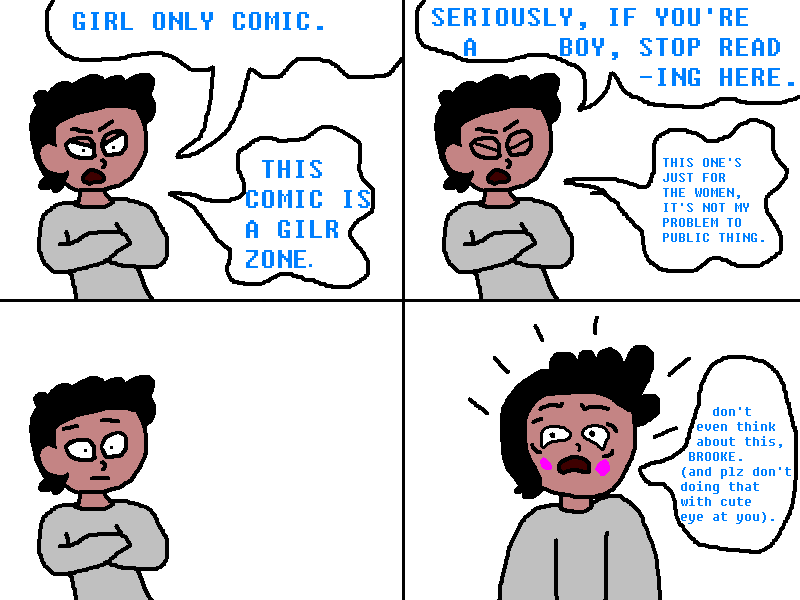 GIRL ONLY COMIC.
THIS
COMIC IS
A GILR
ZONE.
SERIOUSLY, IF YOU'RE
A BOY, STOP READ
-ING HERE.
THIS ONE'S
JUST FOR
THE WOMEN,
IT'S NOT MY
PROBLEM TO
PUBLIC THING.
don't
even think
about this,
BROOKE.
(and plz don't
doing that
with cute
eye at you).